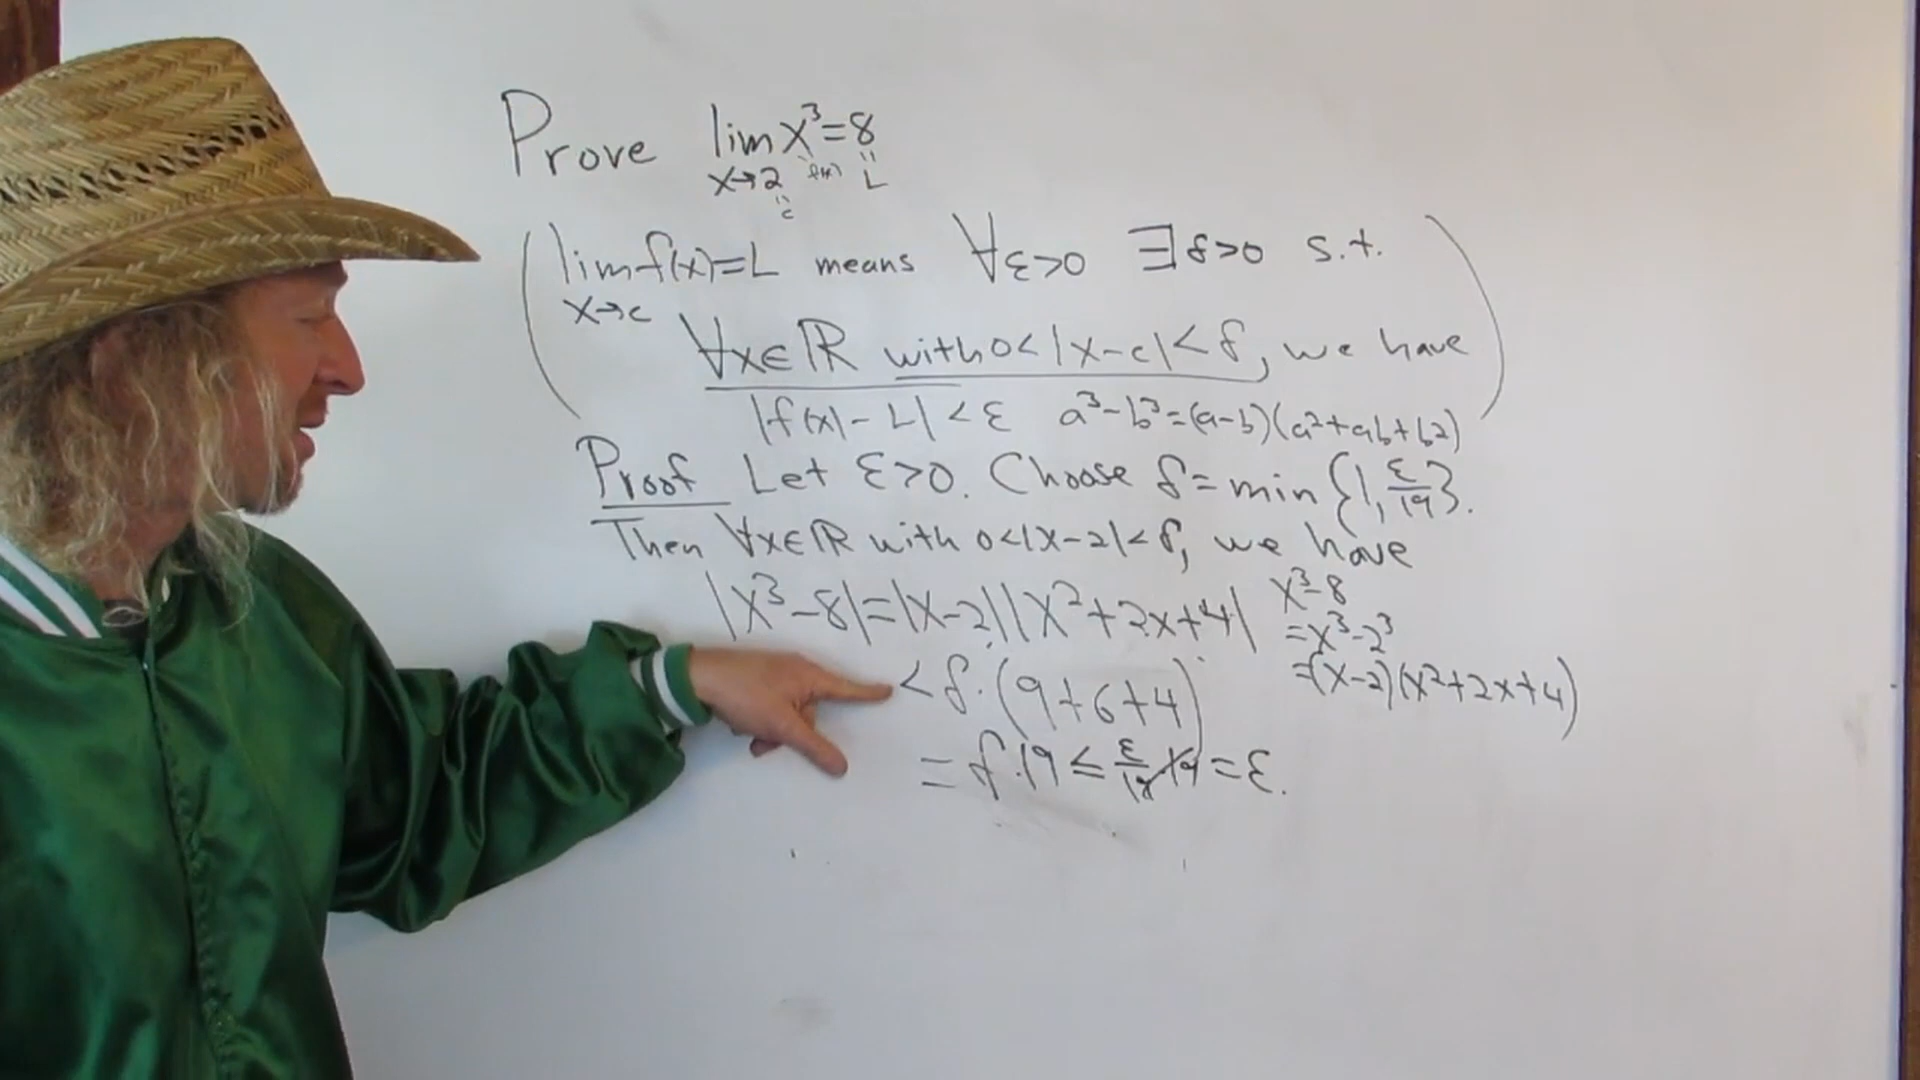 Prove lim x³=8
x→2 f(x) L
c
lim f(x)=L means ∀ε>0 ∃δ>0 s.t.
x→c
∀x∈ℝ with 0<|x-c|<δ, we have
|f(x)-L|<ε a³-b³=(a-b)(a²+ab+b²)
Proof Let ε>0. Choose δ=min{1, ε/19}.
Then ∀x∈ℝ with 0<|x-2|<δ, we have
|x³-8|=|x-2||x²+2x+4| x³-8
=x³-2³
<δ·(9+6+4) =(x-2)(x²+2x+4)
=δ·19≤ε/19·19=ε.